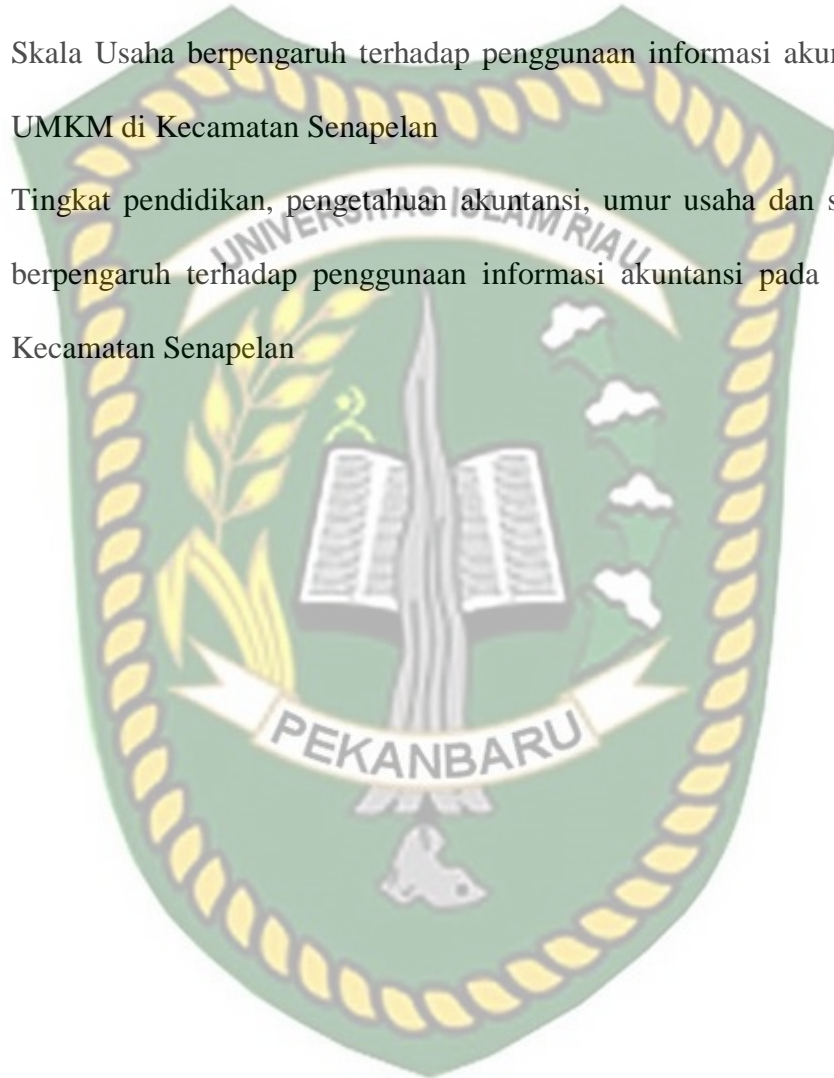 Skala Usaha berpengaruh terhadap penggunaan informasi
UMKM di Kecamatan Senapelan
Tingkat pendidikan, pengetahuan akuntansi, umur usaha dan
UNIVERSITAS ISLAM RIAU
berpengaruh terhadap penggunaan informasi akuntansi pada
Kecamatan Senapelan
PEKANBARU